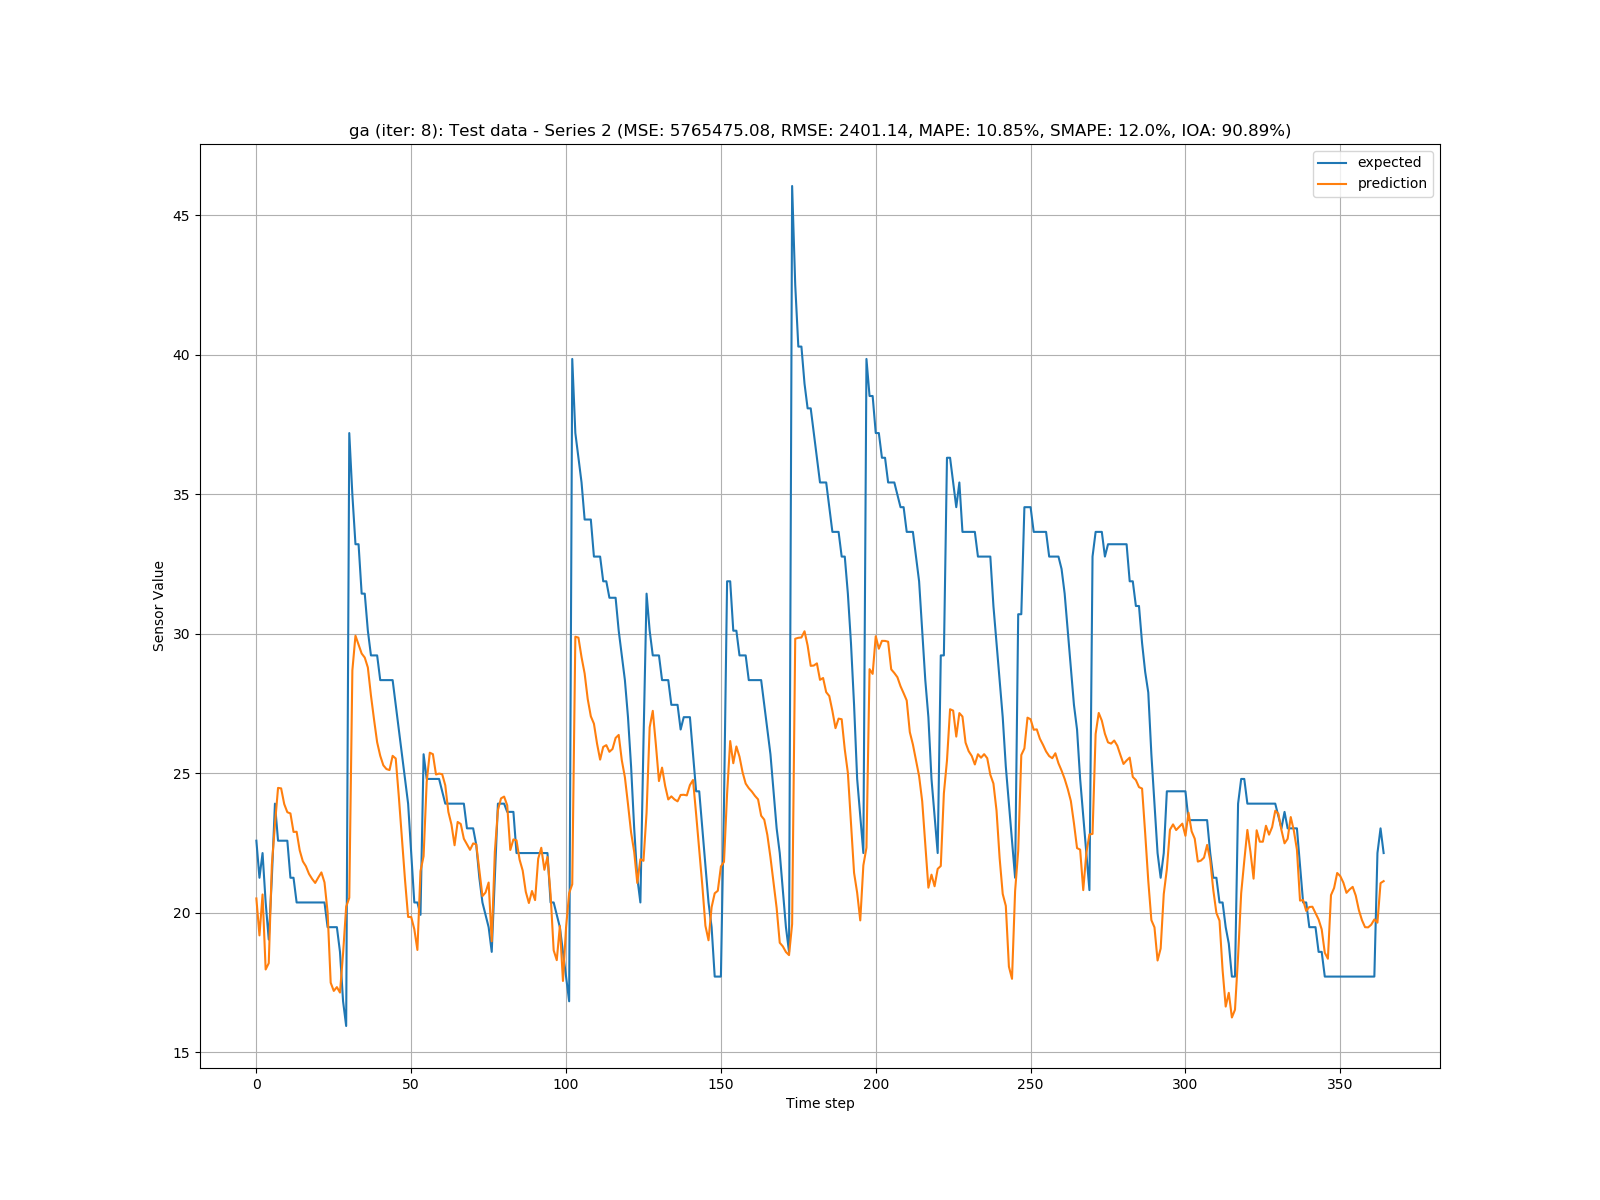 ga (iter: 8): Test data - Series 2 (MSE: 5765475.08, RMSE: 2401.14, MAPE: 10.85%, SMAPE: 12.0%, IOA: 90.89%)
expected
prediction
45
40
35
30
25
20
15
Sensor Value
0 50 100 150 200 250 300 350
Time step